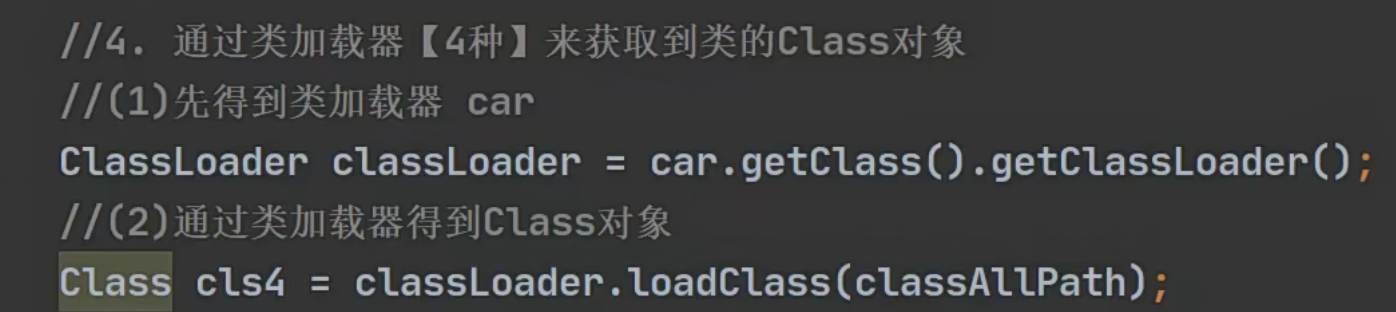 //4. 通过类加载器【4种】来获取到类的Class对象
//(1)先得到类加载器 car
ClassLoader classLoader = car.getClass().getClassLoader();
//(2)通过类加载器得到Class对象
Class cls4 = classLoader.loadClass(classAllPath);